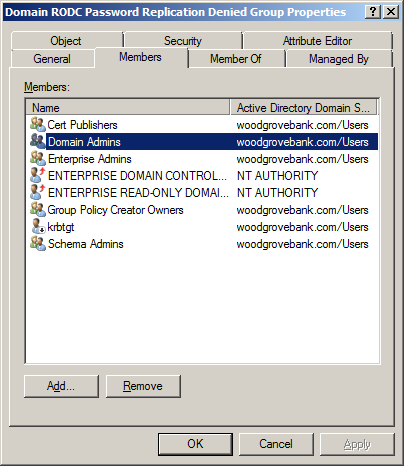 Domain RODC Password Replication Denied Group Properties
Object Security Attribute Editor
General Members Member Of Managed By
Members:
Name Active Directory Domain S...
Cert Publishers woodgrovebank.com/Users
Domain Admins woodgrovebank.com/Users
Enterprise Admins woodgrovebank.com/Users
ENTERPRISE DOMAIN CONTROL... NT AUTHORITY
ENTERPRISE READ-ONLY DOMAI... NT AUTHORITY
Group Policy Creator Owners woodgrovebank.com/Users
krbtgt woodgrovebank.com/Users
Schema Admins woodgrovebank.com/Users
Add... Remove
OK Cancel Apply